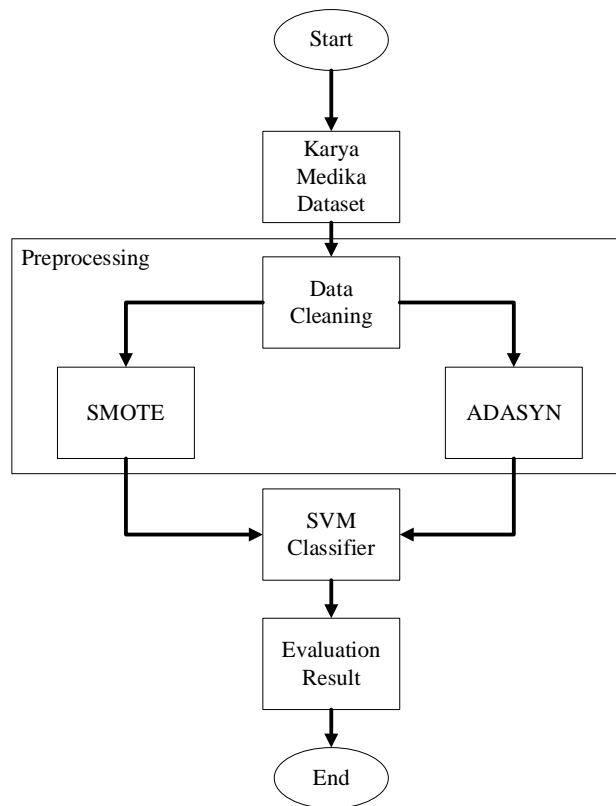 Start
Karya
Medika
Dataset
Preprocessing
Data
Cleaning
SMOTE
ADASYN
SVM
Classifier
Evaluation
Result
End